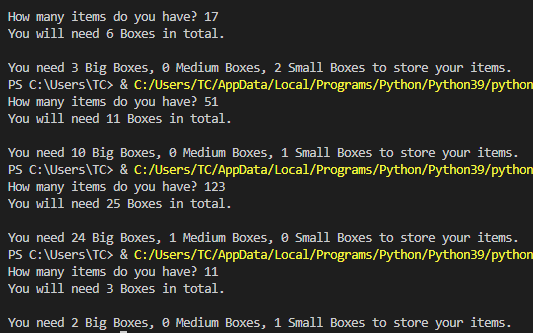 How many items do you have? 17
You will need 6 Boxes in total.
You need 3 Big Boxes, 0 Medium Boxes, 2 Small Boxes to store your items.
PS C:\Users\TC> & C:/Users/TC/AppData/Local/Programs/Python/Python39/python
How many items do you have? 51
You will need 11 Boxes in total.
You need 10 Big Boxes, 0 Medium Boxes, 1 Small Boxes to store your items.
PS C:\Users\TC> & C:/Users/TC/AppData/Local/Programs/Python/Python39/python
How many items do you have? 123
You will need 25 Boxes in total.
You need 24 Big Boxes, 1 Medium Boxes, 0 Small Boxes to store your items.
PS C:\Users\TC> & C:/Users/TC/AppData/Local/Programs/Python/Python39/python
How many items do you have? 11
You will need 3 Boxes in total.
You need 2 Big Boxes, 0 Medium Boxes, 1 Small Boxes to store your items.